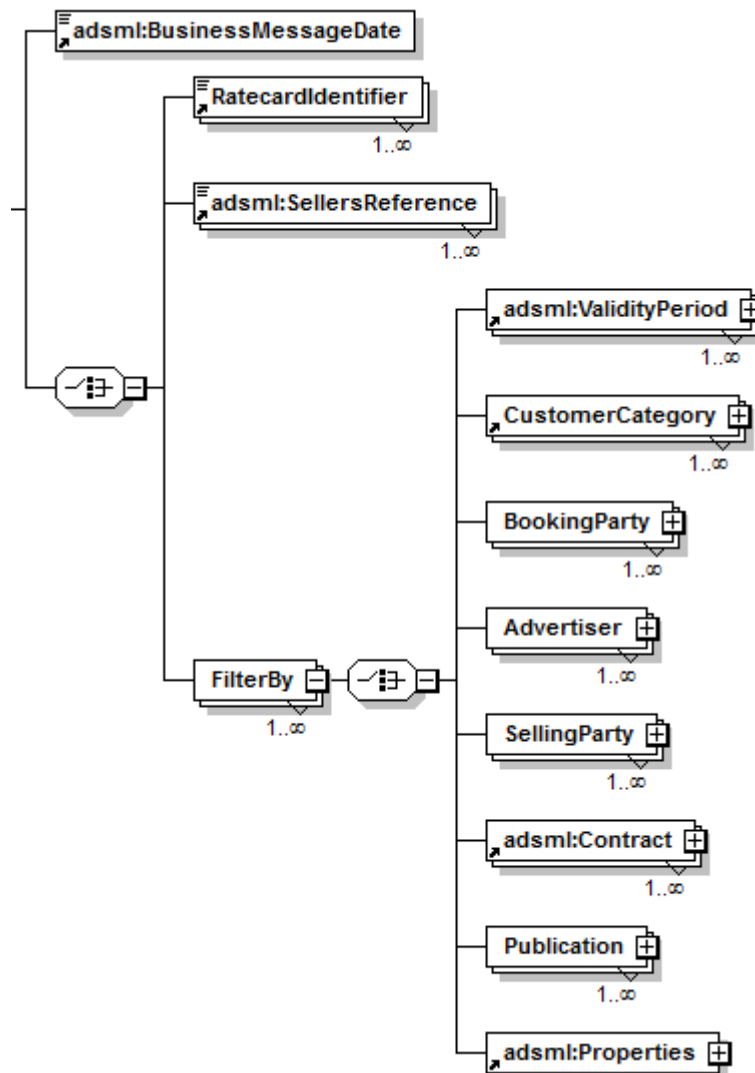 adsml:BusinessMessageDate
RatecardIdentifier
1..∞
adsml:SellersReference
1..∞
adsml:ValidityPeriod
1..∞
CustomerCategory
1..∞
BookingParty
1..∞
Advertiser
1..∞
FilterBy
1..∞
SellingParty
1..∞
adsml:Contract
1..∞
Publication
1..∞
adsml:Properties